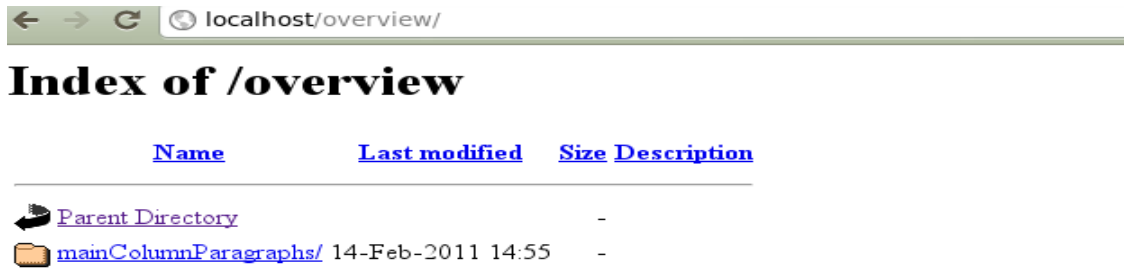 localhost/overview/
Index of /overview
Name Last modified Size Description
Parent Directory -
mainColumnParagraphs/ 14-Feb-2011 14:55 -